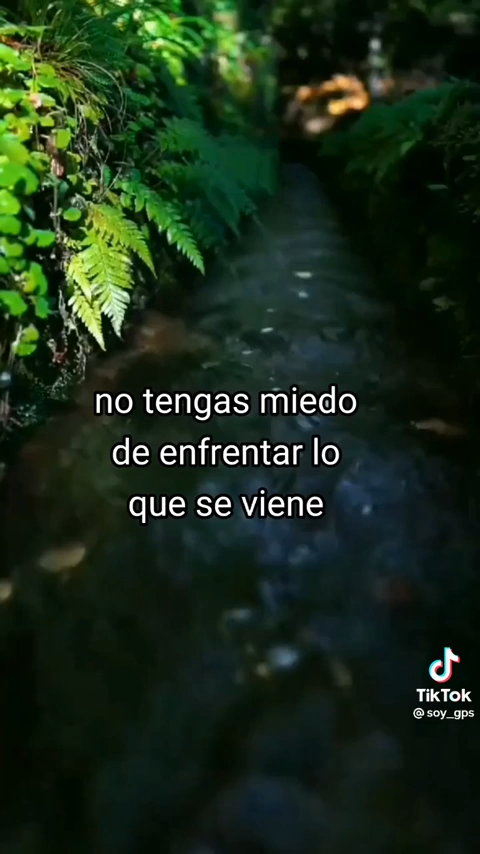 no tengas miedo
de enfrentar lo
que se viene
TikTok
@soy_gps